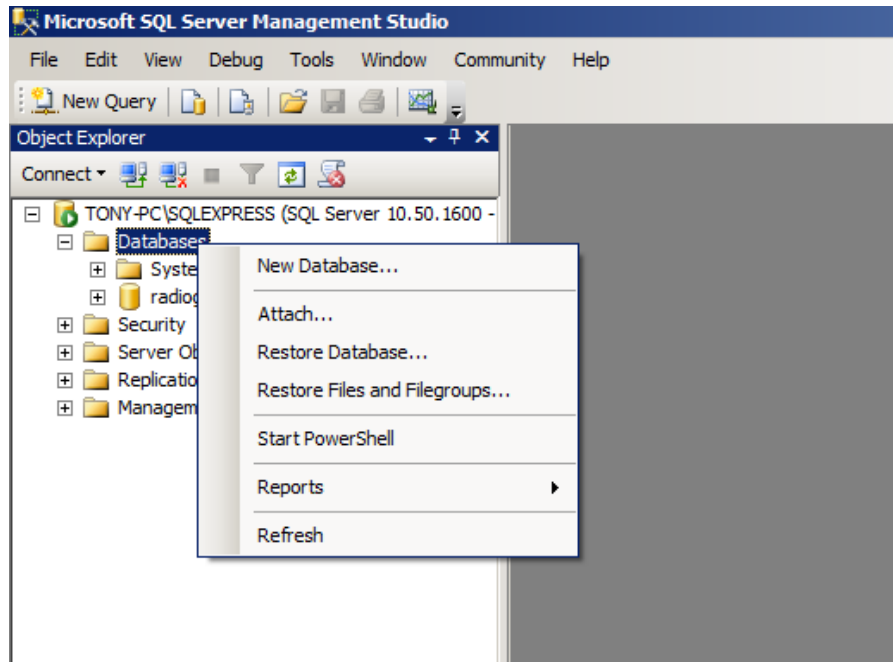 Microsoft SQL Server Management Studio
File Edit View Debug Tools Window Community Help
New Query
Object Explorer
Connect
TONY-PC\SQLEXPRESS (SQL Server 10.50.1600 -
Databases
Syste
radiog
Security
Server Ob
Replicatio
Managem
New Database...
Attach...
Restore Database...
Restore Files and Filegroups...
Start PowerShell
Reports
Refresh